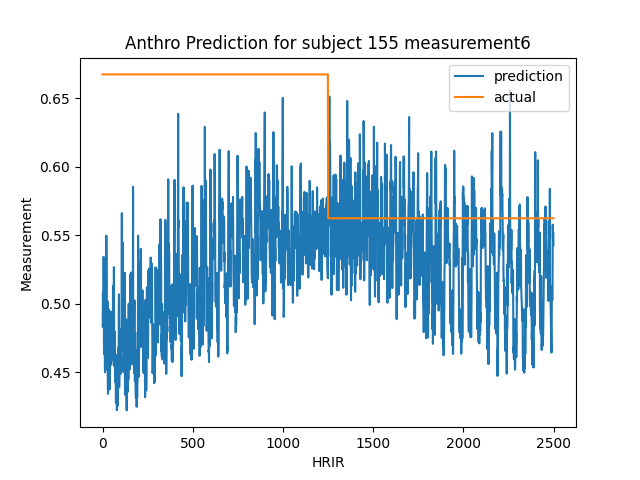 Anthro Prediction for subject 155 measurement6
prediction
actual
0.65
0.60
0.55
0.50
0.45
Measurement
0
500
1000
1500
2000
2500
HRIR